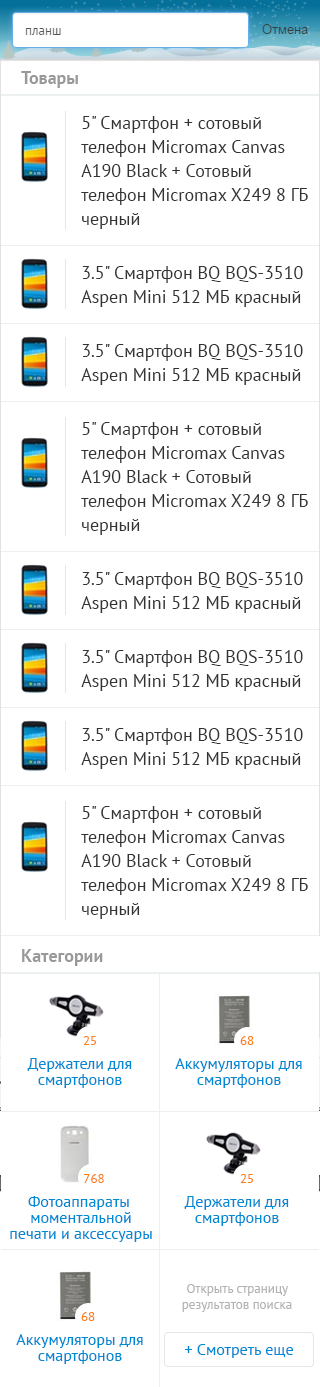 планш
Отмена
Товары
5" Смартфон + сотовый
телефон Micromax Canvas
A190 Black + Сотовый
телефон Micromax X249 8 ГБ
черный
3.5" Смартфон BQ BQS-3510
Aspen Mini 512 МБ красный
3.5" Смартфон BQ BQS-3510
Aspen Mini 512 МБ красный
5" Смартфон + сотовый
телефон Micromax Canvas
A190 Black + Сотовый
телефон Micromax X249 8 ГБ
черный
3.5" Смартфон BQ BQS-3510
Aspen Mini 512 МБ красный
3.5" Смартфон BQ BQS-3510
Aspen Mini 512 МБ красный
3.5" Смартфон BQ BQS-3510
Aspen Mini 512 МБ красный
5" Смартфон + сотовый
телефон Micromax Canvas
A190 Black + Сотовый
телефон Micromax X249 8 ГБ
черный
Категории
25
Держатели для
смартфонов
68
Аккумуляторы для
смартфонов
768
Фотоаппараты
моментальной
печати и аксессуары
25
Держатели для
смартфонов
68
Аккумуляторы для
смартфонов
Открыть страницу
результатов поиска
+ Смотреть еще